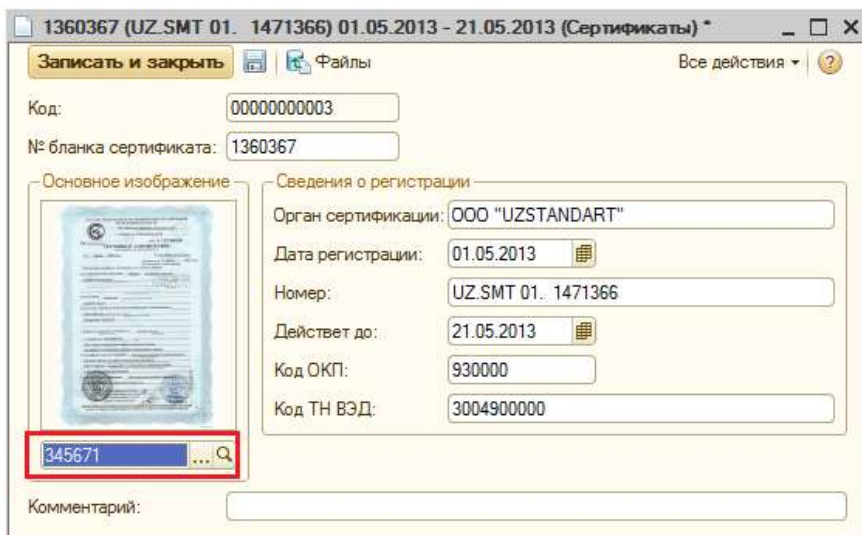 1360367 (UZ.SMT 01. 1471366) 01.05.2013 - 21.05.2013 (Сертификаты) *
Записать и закрыть Файлы Все действия
Код: 00000000003
№ бланка сертификата: 1360367
Основное изображение
Сведения о регистрации
Орган сертификации: ООО "UZSTANDART"
Дата регистрации: 01.05.2013
Номер: UZ.SMT 01. 1471366
Действет до: 21.05.2013
Код ОКП: 930000
Код ТН ВЭД: 3004900000
345671 ...
Комментарий: